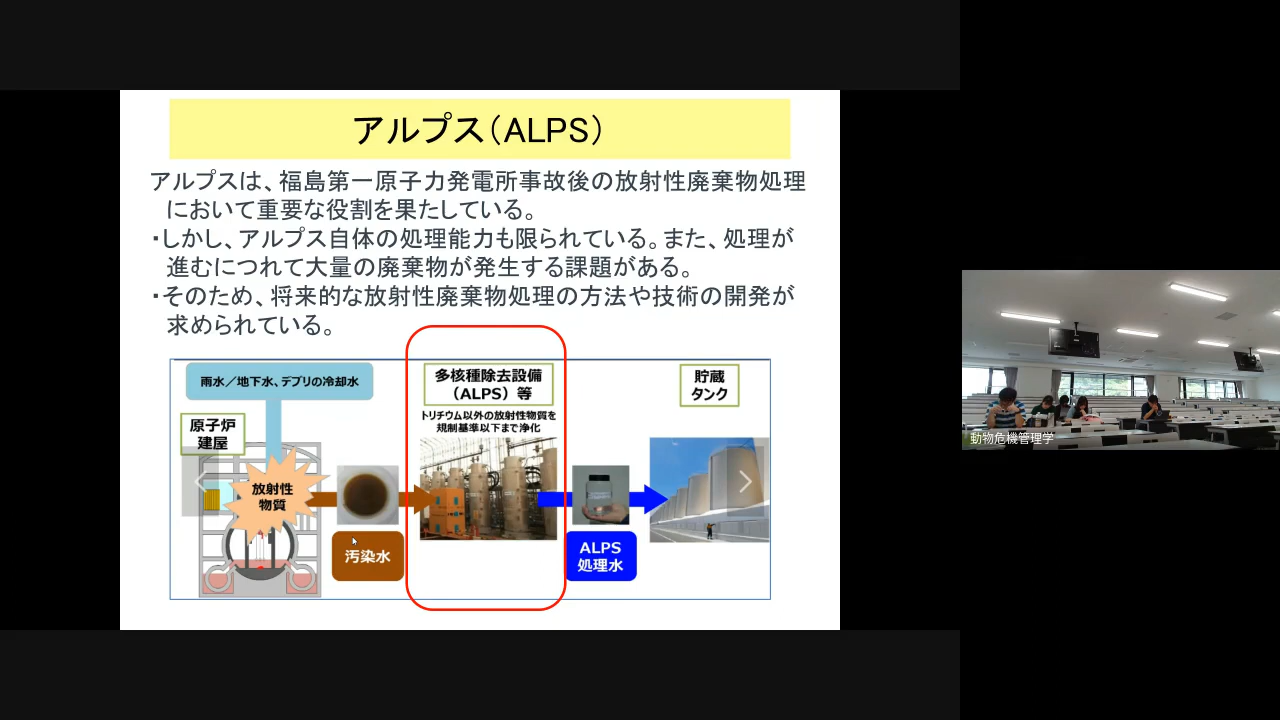 アルプス（ALPS）
アルプスは、福島第一原子力発電所事故後の放射性廃棄物処理
において重要な役割を果たしている。
・しかし、アルプス自体の処理能力も限られている。また、処理が
進むにつれて大量の廃棄物が発生する課題がある。
・そのため、将来的な放射性廃棄物処理の方法や技術の開発が
求められている。
雨水／地下水、デブリの冷却水
原子炉
建屋
放射性
物質
汚染水
多核種除去設備
（ALPS）等
トリチウム以外の放射性物質を
規制基準以下まで浄化
ALPS
処理水
貯蔵
タンク
動物危機管理学